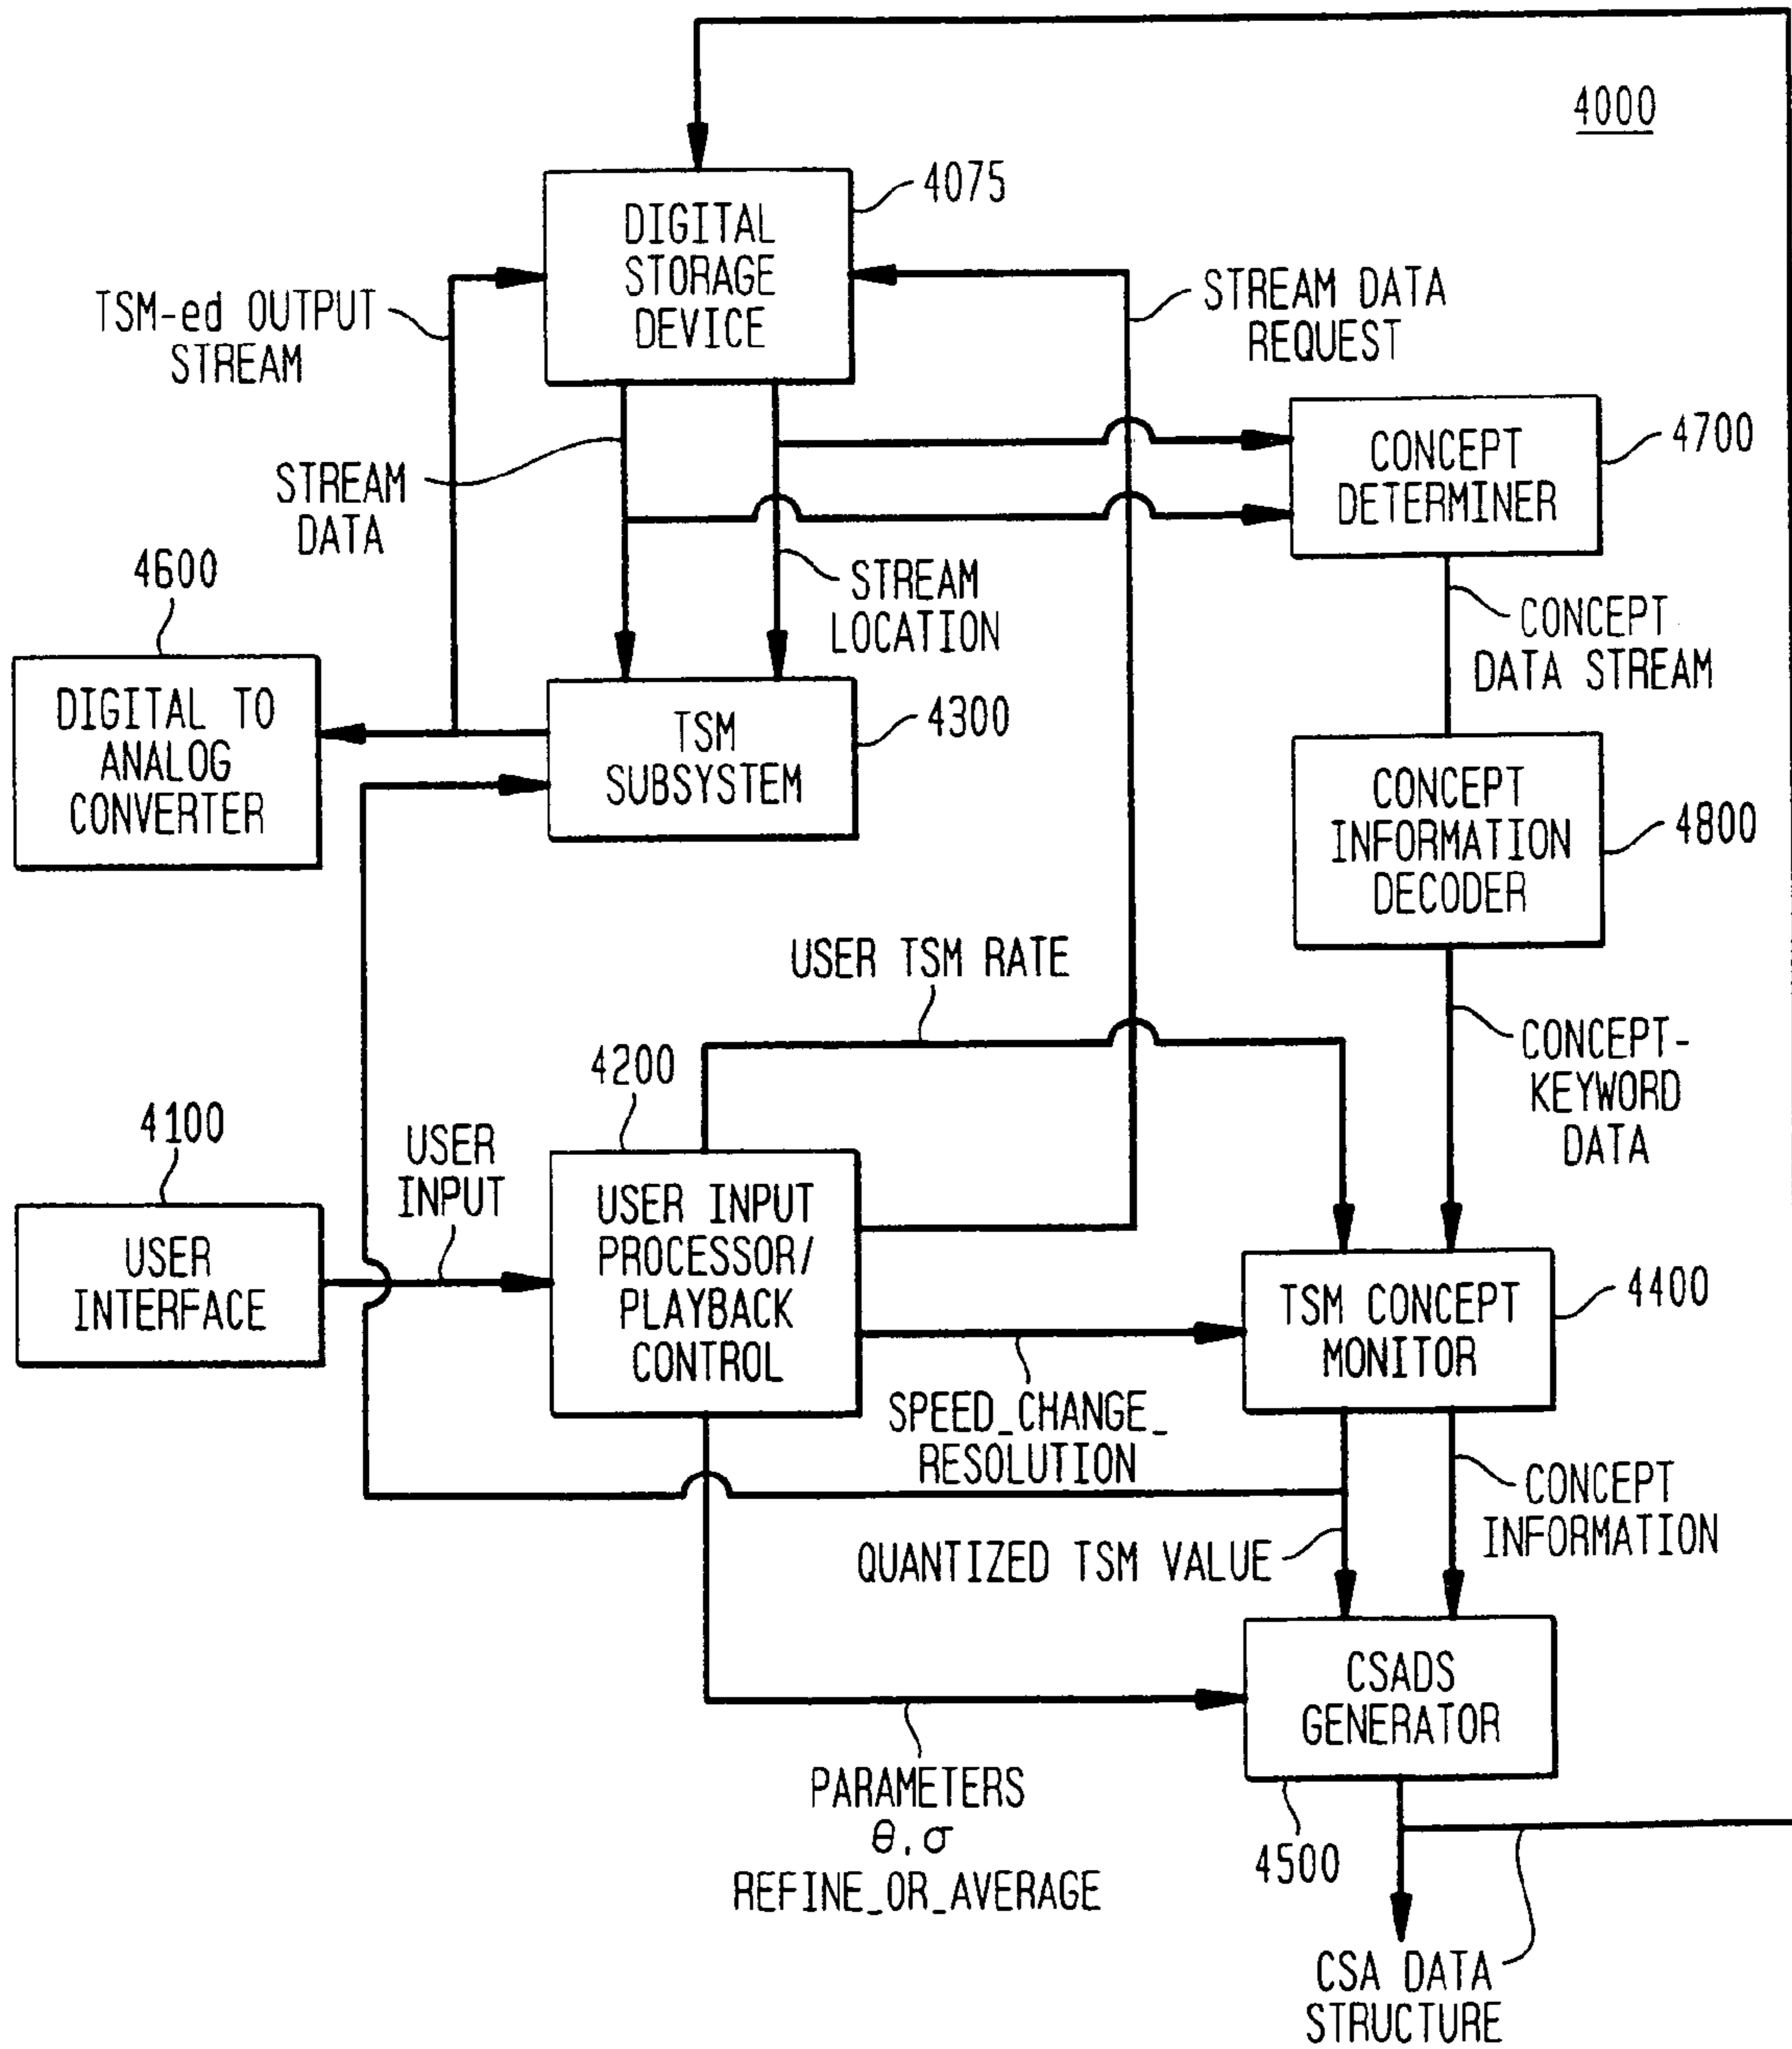 4000
4075
DIGITAL
STORAGE
DEVICE
TSM-ed OUTPUT
STREAM
STREAM DATA
REQUEST
4700
CONCEPT
DETERMINER
STREAM
DATA
4600
STREAM
LOCATION
CONCEPT
DATA STREAM
DIGITAL TO
ANALOG
CONVERTER
4300
TSM
SUBSYSTEM
CONCEPT
INFORMATION
DECODER
4800
USER TSM RATE
4200
CONCEPT-
KEYWORD
DATA
4100
USER
INPUT
USER
INTERFACE
USER INPUT
PROCESSOR/
PLAYBACK
CONTROL
TSM CONCEPT
MONITOR
4400
SPEED_CHANGE_
RESOLUTION
CONCEPT
INFORMATION
QUANTIZED TSM VALUE
CSADS
GENERATOR
PARAMETERS
θ, σ
REFINE_OR_AVERAGE
4500
CSA DATA
STRUCTURE